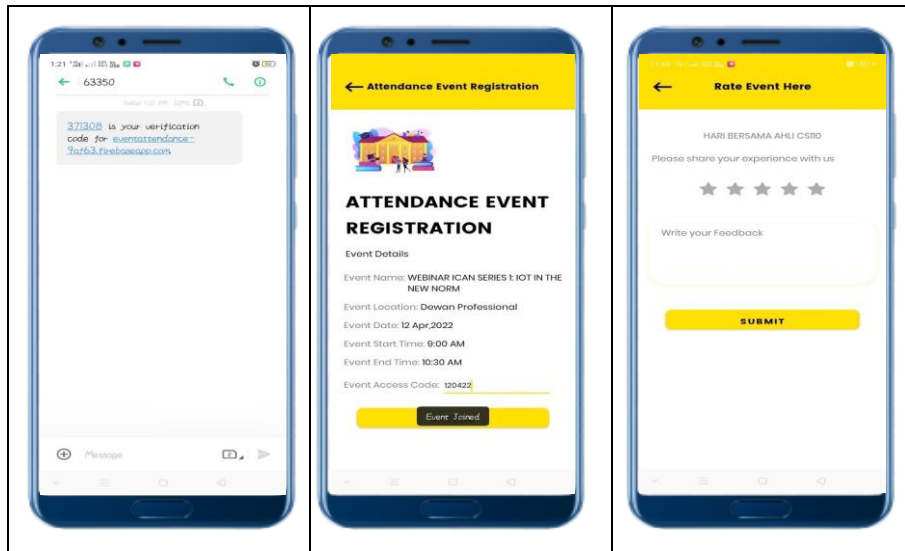 1:21
63350
371308 is your verification
code for eventattendance-
9af63.firebaseapp.com
Message
Attendance Event Registration
ATTENDANCE EVENT
REGISTRATION
Event Details
Event Name: WEBINAR ICAN SERIES 1: IOT IN THE
NEW NORM
Event Location: Dewan Professional
Event Date: 12 Apr,2022
Event Start Time: 9:00 AM
Event End Time: 10:30 AM
Event Access Code: 120422
Event Joined
Rate Event Here
HARI BERSAMA AHLI CS110
Please share your experience with us
Write your Feedback
SUBMIT